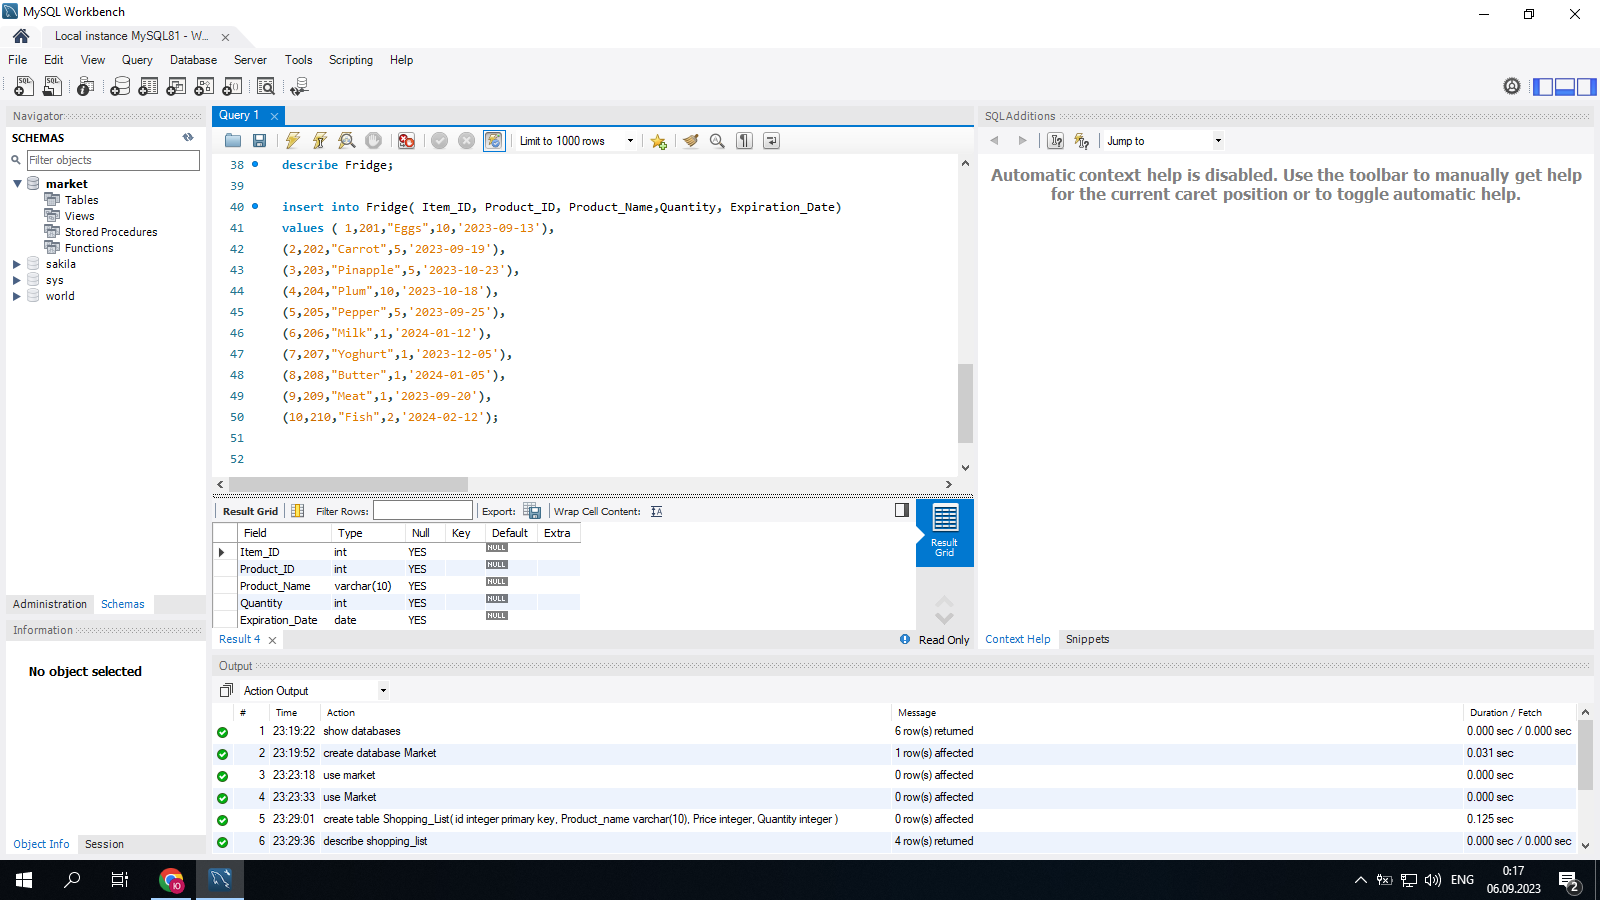 MySQL Workbench
Local instance MySQL81 - W...
File Edit View Query Database Server Tools Scripting Help
Navigator
SCHEMAS
Filter objects
market
Tables
Views
Stored Procedures
Functions
sakila
sys
world
Administration Schemas
Information
No object selected
Object Info Session
Query 1
Limit to 1000 rows
38 describe Fridge;
39
40 insert into Fridge( Item_ID, Product_ID, Product_Name,Quantity, Expiration_Date)
41 values ( 1,201,"Eggs",10,'2023-09-13'),
42 (2,202,"Carrot",5,'2023-09-19'),
43 (3,203,"Pinapple",5,'2023-10-23'),
44 (4,204,"Plum",10,'2023-10-18'),
45 (5,205,"Pepper",5,'2023-09-25'),
46 (6,206,"Milk",1,'2024-01-12'),
47 (7,207,"Yoghurt",1,'2023-12-05'),
48 (8,208,"Butter",1,'2024-01-05'),
49 (9,209,"Meat",1,'2023-09-20'),
50 (10,210,"Fish",2,'2024-02-12');
51
52
Result Grid Filter Rows: Export: Wrap Cell Content:
Field Type Null Key Default Extra
Item_ID int YES NULL
Product_ID int YES NULL
Product_Name varchar(10) YES NULL
Quantity int YES NULL
Expiration_Date date YES NULL
Result
Grid
Result 4 Read Only
SQLAdditions
Jump to
Automatic context help is disabled. Use the toolbar to manually get help
for the current caret position or to toggle automatic help.
Context Help Snippets
Output
Action Output
# Time Action Message Duration / Fetch
1 23:19:22 show databases 6 row(s) returned 0.000 sec / 0.000 sec
2 23:19:52 create database Market 1 row(s) affected 0.031 sec
3 23:23:18 use market 0 row(s) affected 0.000 sec
4 23:23:33 use Market 0 row(s) affected 0.000 sec
5 23:29:01 create table Shopping_List( id integer primary key, Product_name varchar(10), Price integer, Quantity integer ) 0 row(s) affected 0.125 sec
6 23:29:36 describe shopping_list 4 row(s) returned 0.000 sec / 0.000 sec
ENG
0:17
06.09.2023
2